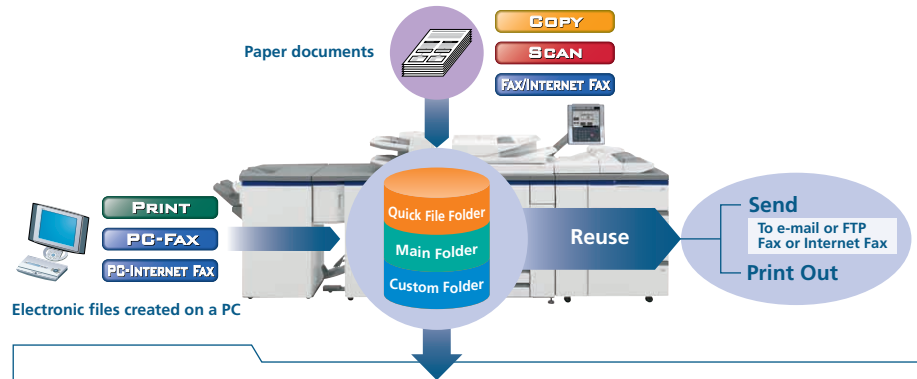 Paper documents
COPY
SCAN
FAX/INTERNET FAX
PRINT
PC-FAX
PC-INTERNET FAX
Electronic files created on a PC
Quick File Folder
Main Folder
Custom Folder
Reuse
Send
To e-mail or FTP
Fax or Internet Fax
Print Out